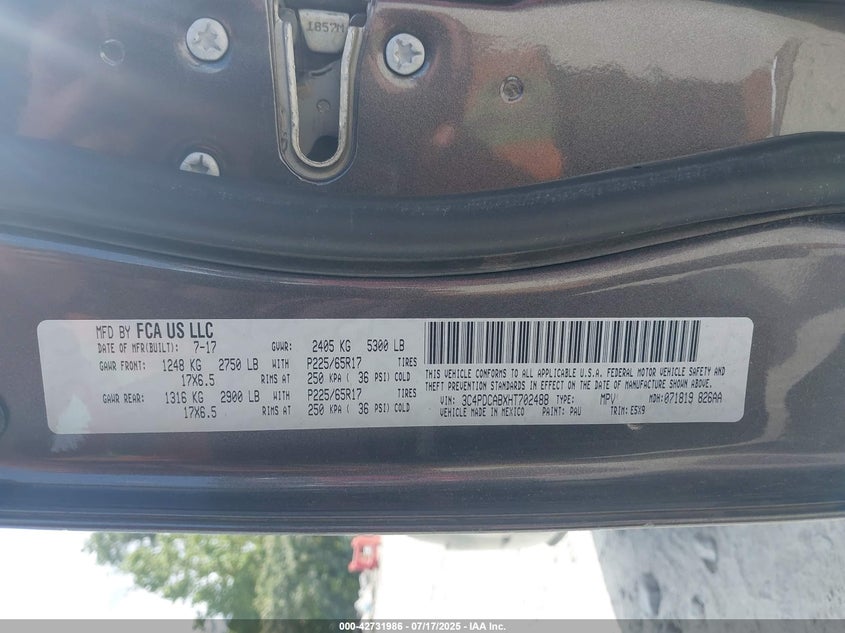 1857M
MFD BY FCA US LLC
DATE OF MFR(BUILT): 7-17 GVWR: 2405 KG 5300 LB
GAWR FRONT: 1248 KG 2750 LB WITH P225/65R17 TIRES
17X6.5 RIMS AT 250 KPA ( 36 PSI) COLD
GAWR REAR: 1316 KG 2900 LB WITH P225/65R17 TIRES
17X6.5 RIMS AT 250 KPA ( 36 PSI) COLD
THIS VEHICLE CONFORMS TO ALL APPLICABLE U.S.A. FEDERAL MOTOR VEHICLE SAFETY AND
THEFT PREVENTION STANDARDS IN EFFECT ON THE DATE OF MANUFACTURE SHOWN ABOVE.
VIN: 3C4PDCABXHT702488 TYPE: MPV MDH: 071819 826AA
VEHICLE MADE IN MEXICO PAINT: PAU TRIM: E5X9
000-42731986 - 07/17/2025 - IAA Inc.